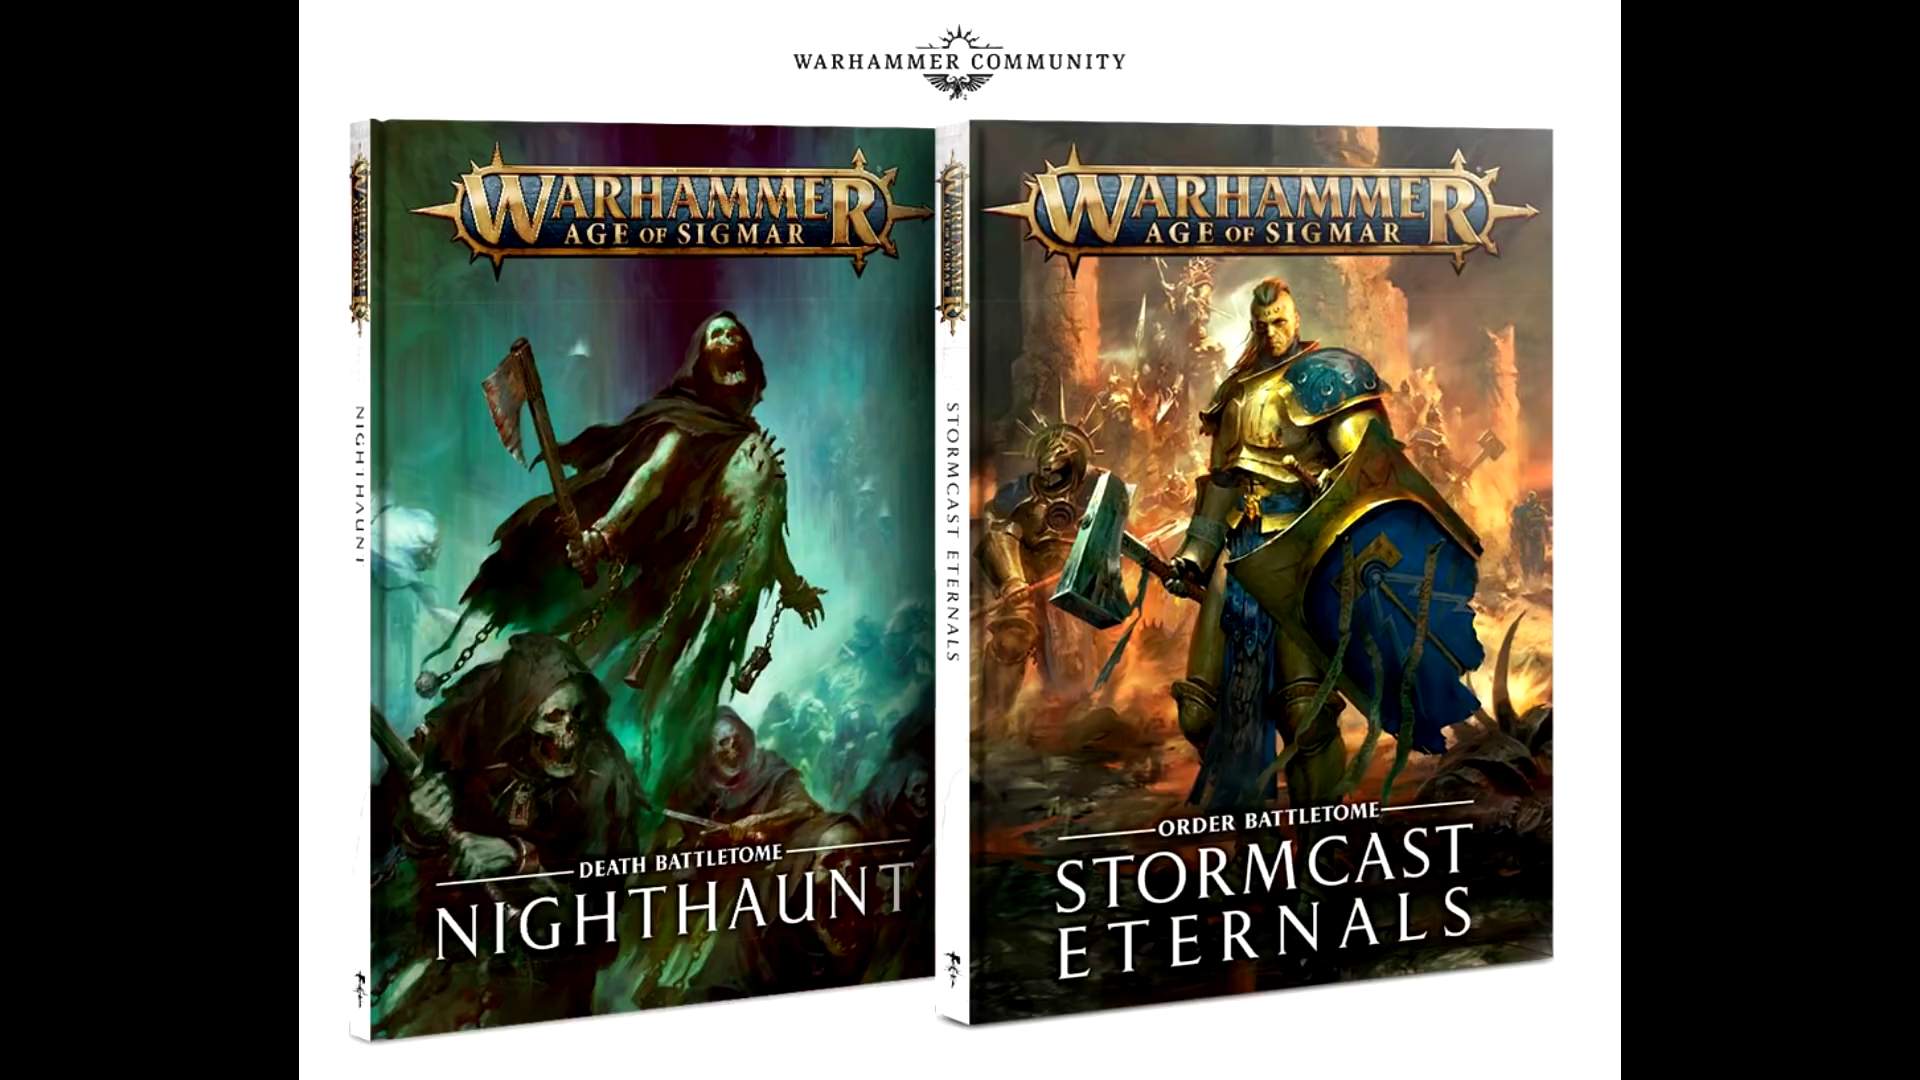 WARHAMMER COMMUNITY
WARHAMMER
AGE OF SIGMAR
NIGHTHAUNT
DEATH BATTLETOME
NIGHTHAUNT
WARHAMMER
AGE OF SIGMAR
STORMCAST ETERNALS
ORDER BATTLETOME
STORMCAST
ETERNALS